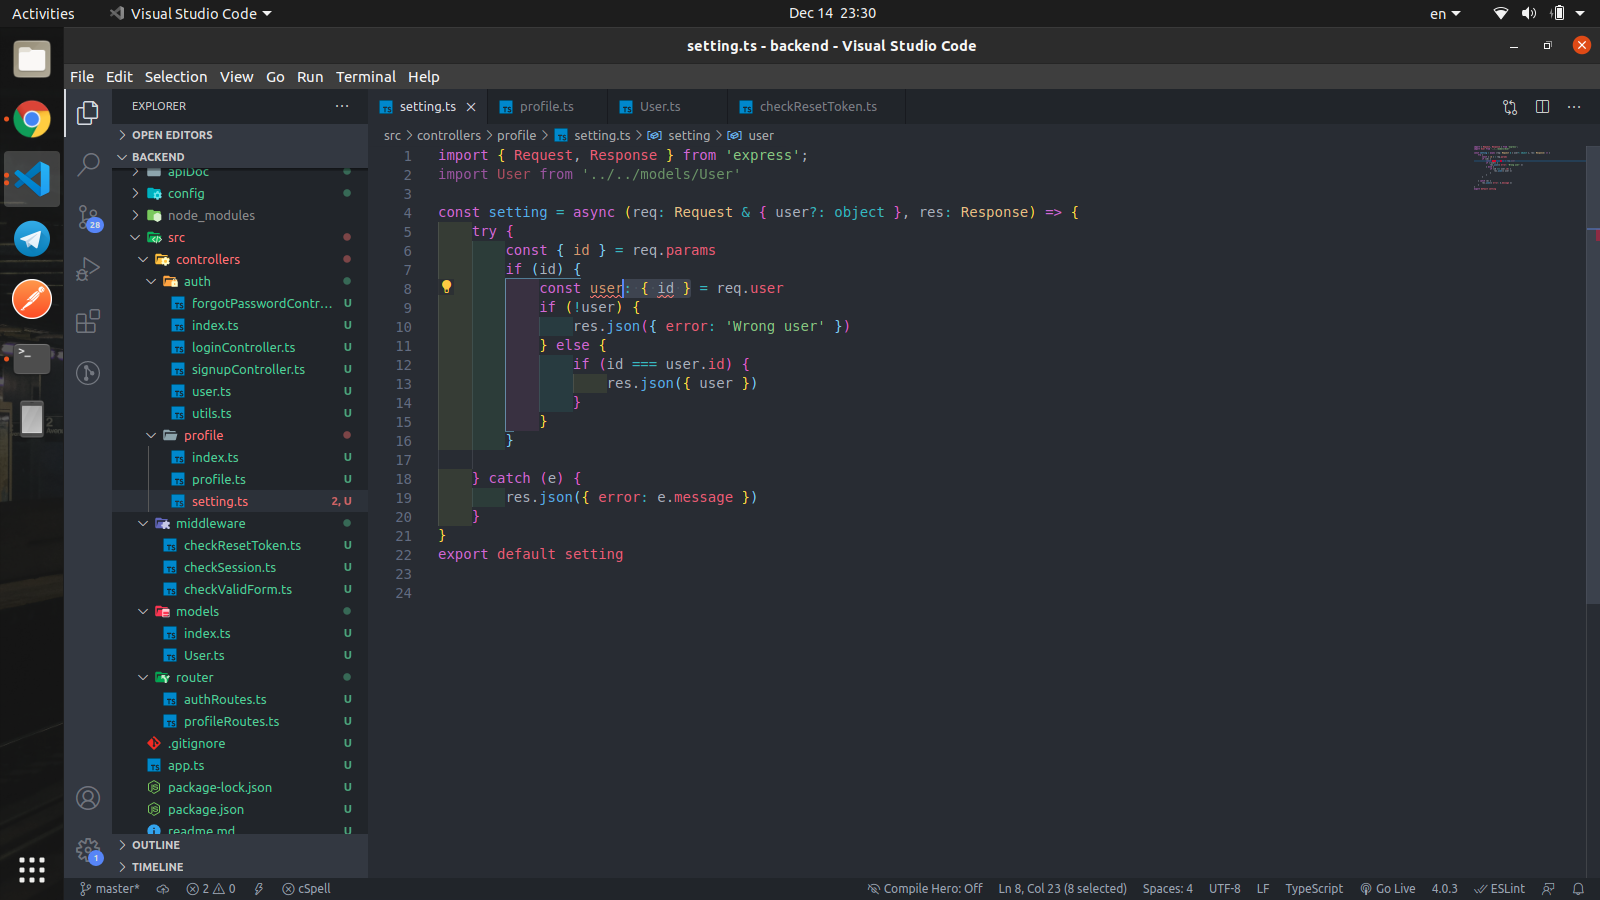 Activities
Visual Studio Code
Dec 14 23:30
en
setting.ts - backend - Visual Studio Code
File Edit Selection View Go Run Terminal Help
EXPLORER
OPEN EDITORS
BACKEND
apiDoc
config
node_modules
src
controllers
auth
forgotPasswordContr... U
index.ts U
loginController.ts U
signupController.ts U
user.ts U
utils.ts U
profile
index.ts U
profile.ts U
setting.ts 2, U
middleware
checkResetToken.ts U
checkSession.ts U
checkValidForm.ts U
models
index.ts U
User.ts U
router
authRoutes.ts U
profileRoutes.ts U
.gitignore U
app.ts U
package-lock.json U
package.json U
readme.md U
OUTLINE
TIMELINE
28
1
setting.ts profile.ts User.ts checkResetToken.ts
src > controllers > profile > setting.ts > setting > user
1 import { Request, Response } from 'express';
2 import User from '../../models/User'
3
4 const setting = async (req: Request & { user?: object }, res: Response) => {
5 try {
6 const { id } = req.params
7 if (id) {
8 const user: { id } = req.user
9 if (!user) {
10 res.json({ error: 'Wrong user' })
11 } else {
12 if (id === user.id) {
13 res.json({ user })
14 }
15 }
16 }
17
18 } catch (e) {
19 res.json({ error: e.message })
20 }
21 }
22 export default setting
23
24
master* 2 0 cSpell
Compile Hero: Off Ln 8, Col 23 (8 selected) Spaces: 4 UTF-8 LF TypeScript Go Live 4.0.3 ESLint